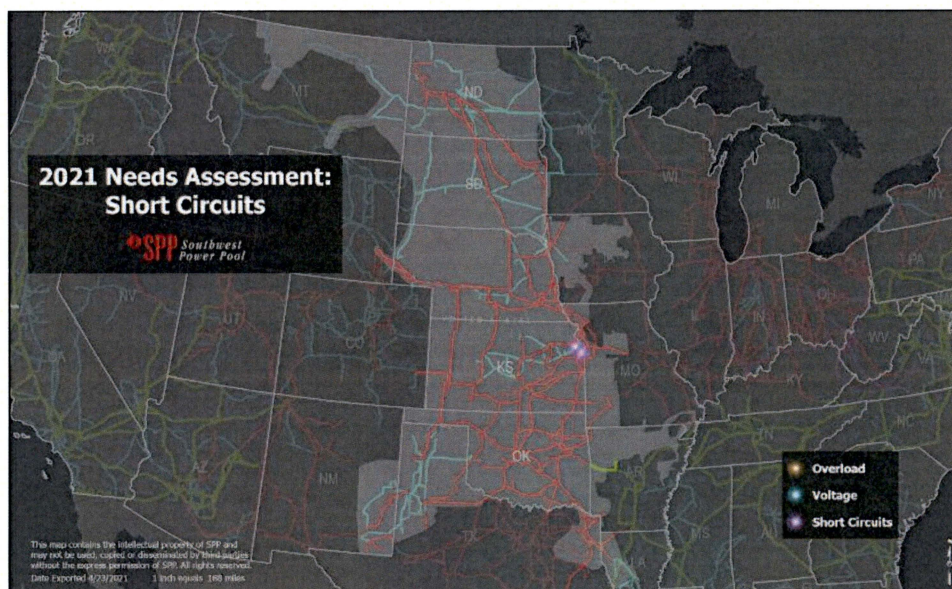 2021 Needs Assessment:
Short Circuits
SPP Southwest
Power Pool
WA
MT
ND
MN
OR
SD
WI
MI
NY
PA
NV
UT
CO
KS
MO
IL
IN
OH
WV
VA
CA
KY
AZ
NM
OK
AR
TN
NC
TX
LA
MS
Overload
Voltage
Short Circuits
This map contains the intellectual property of SPP and
may not be used, copied or disseminated by third parties
without the express permission of SPP. All rights reserved.
Date Exported 4/23/2021 1 inch equals 168 miles